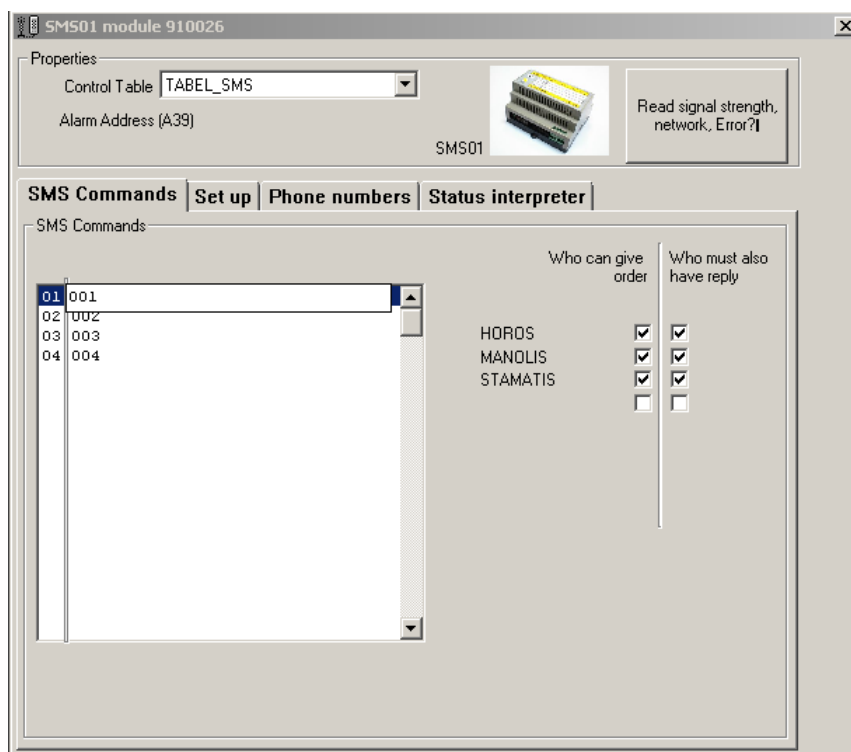 SMS01 module 910026
Properties
Control Table TABEL_SMS
Alarm Address (A39)
SMS01
Read signal strength,
network, Error?
SMS Commands Set up Phone numbers Status interpreter
SMS Commands
Who can give
order
Who must also
have reply
01 001
02 002
03 003
04 004
HOROS
MANOLIS
STAMATIS